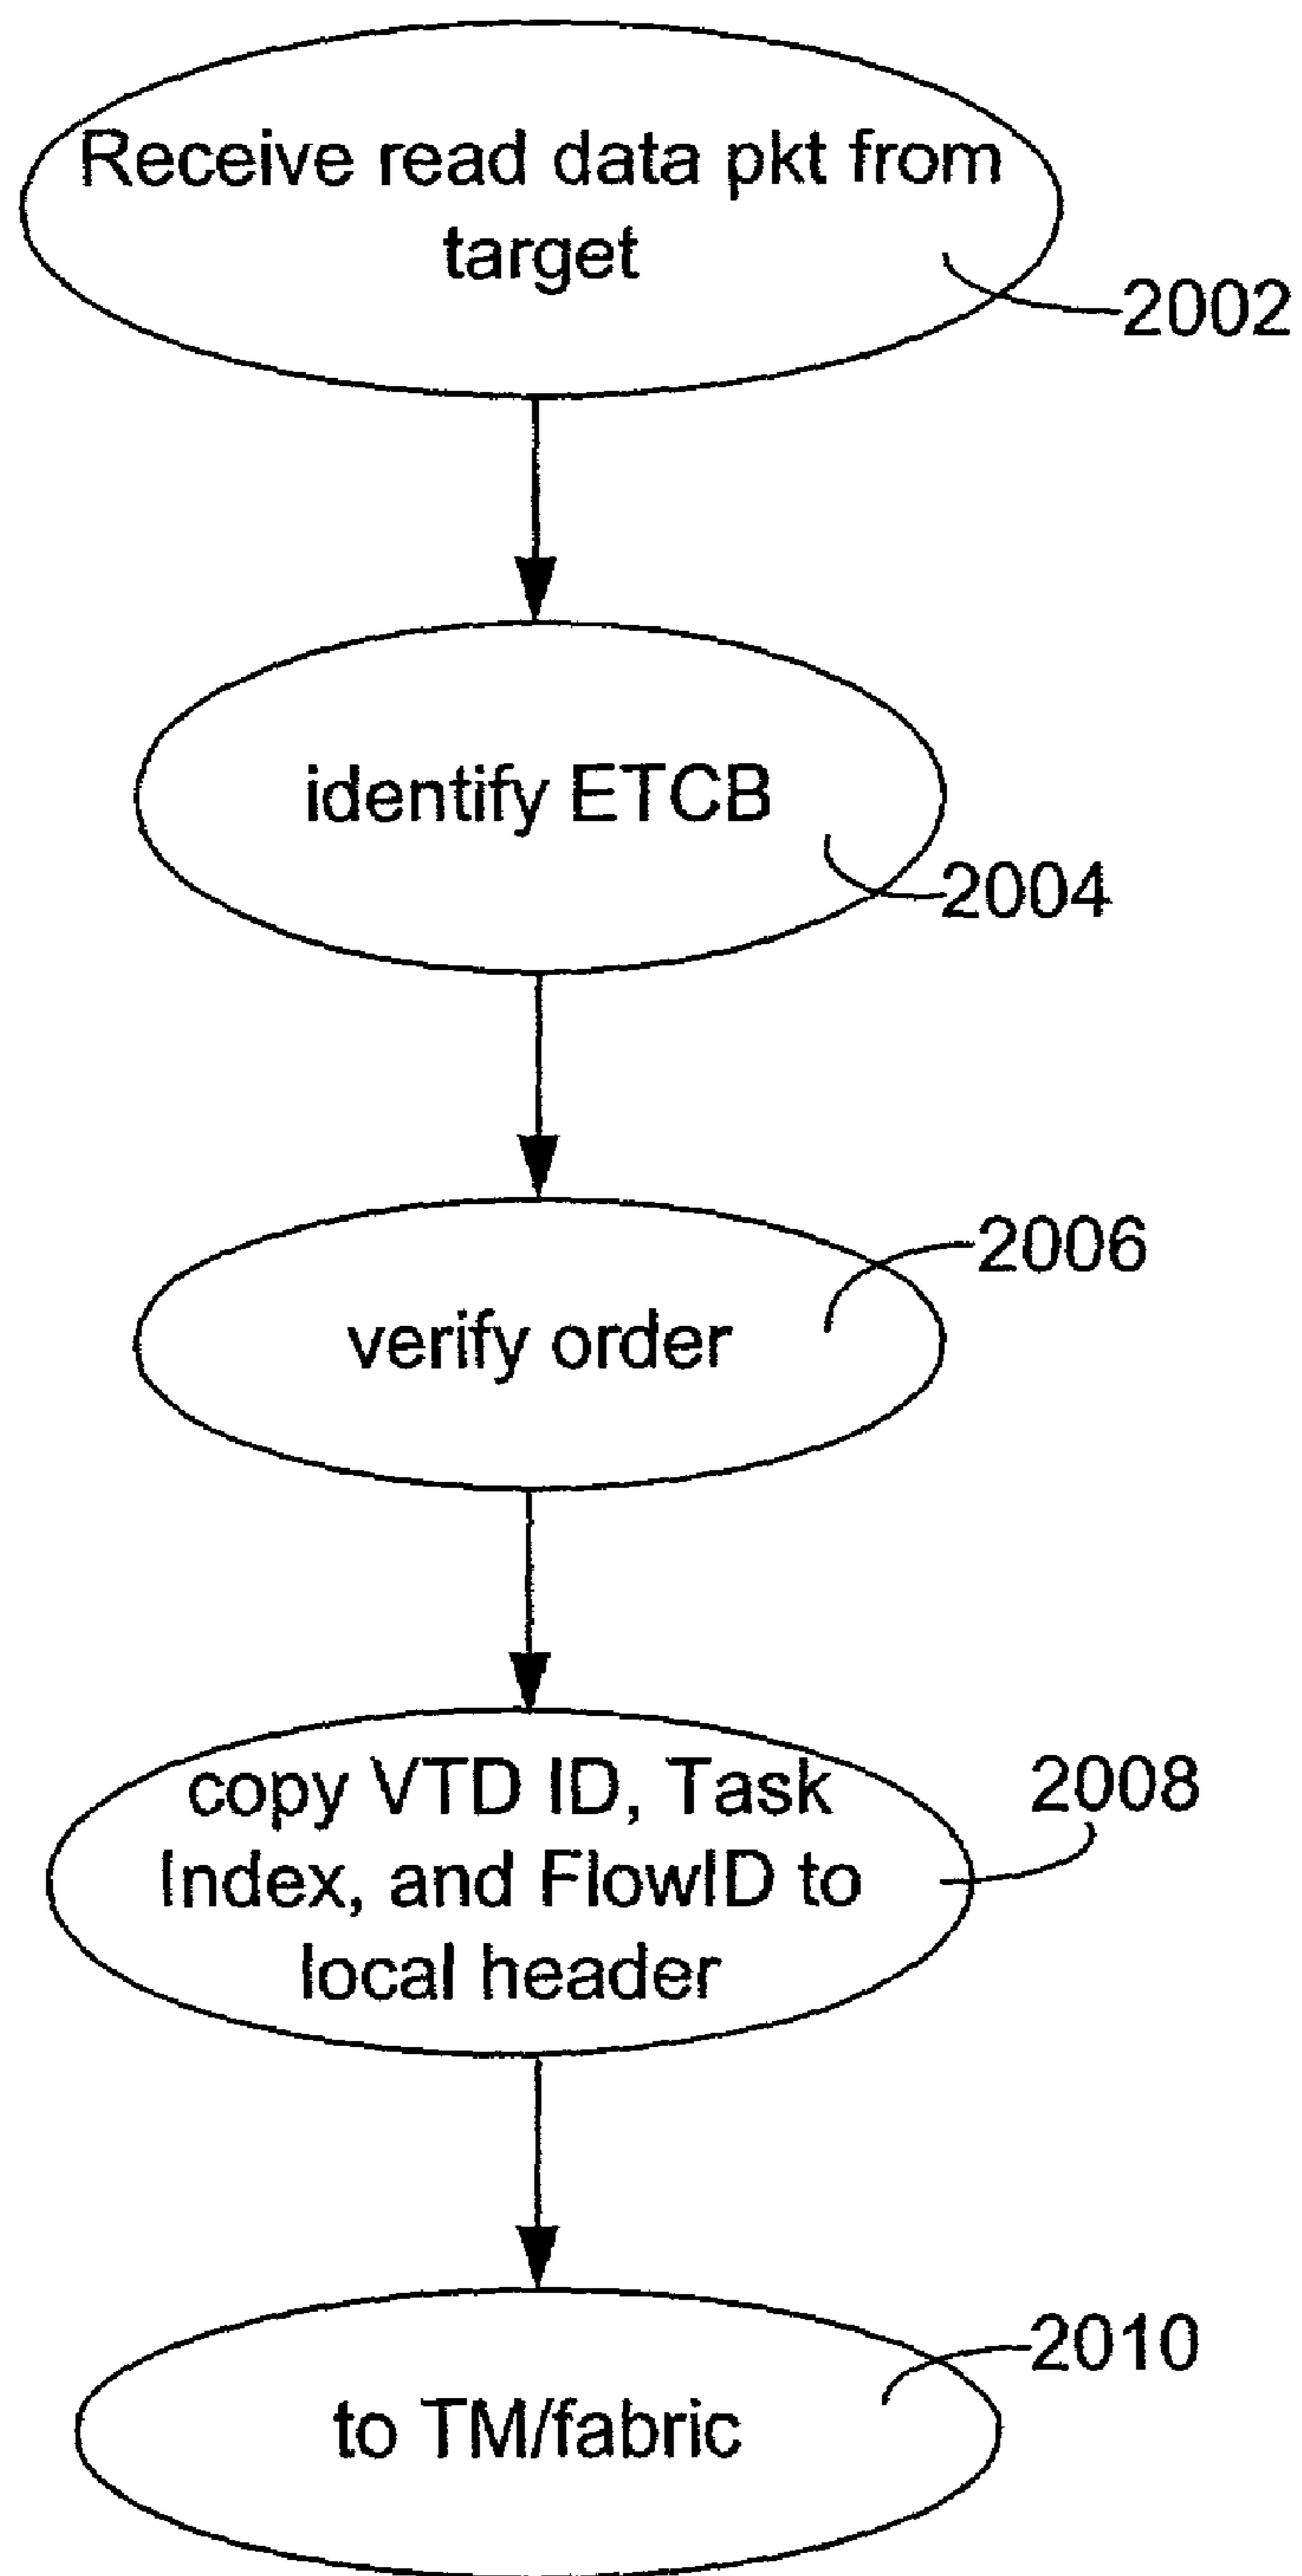 Receive read data pkt from
target
2002
identify ETCB
2004
2006
verify order
copy VTD ID, Task
Index, and FlowID to
local header
2008
2010
to TM/fabric